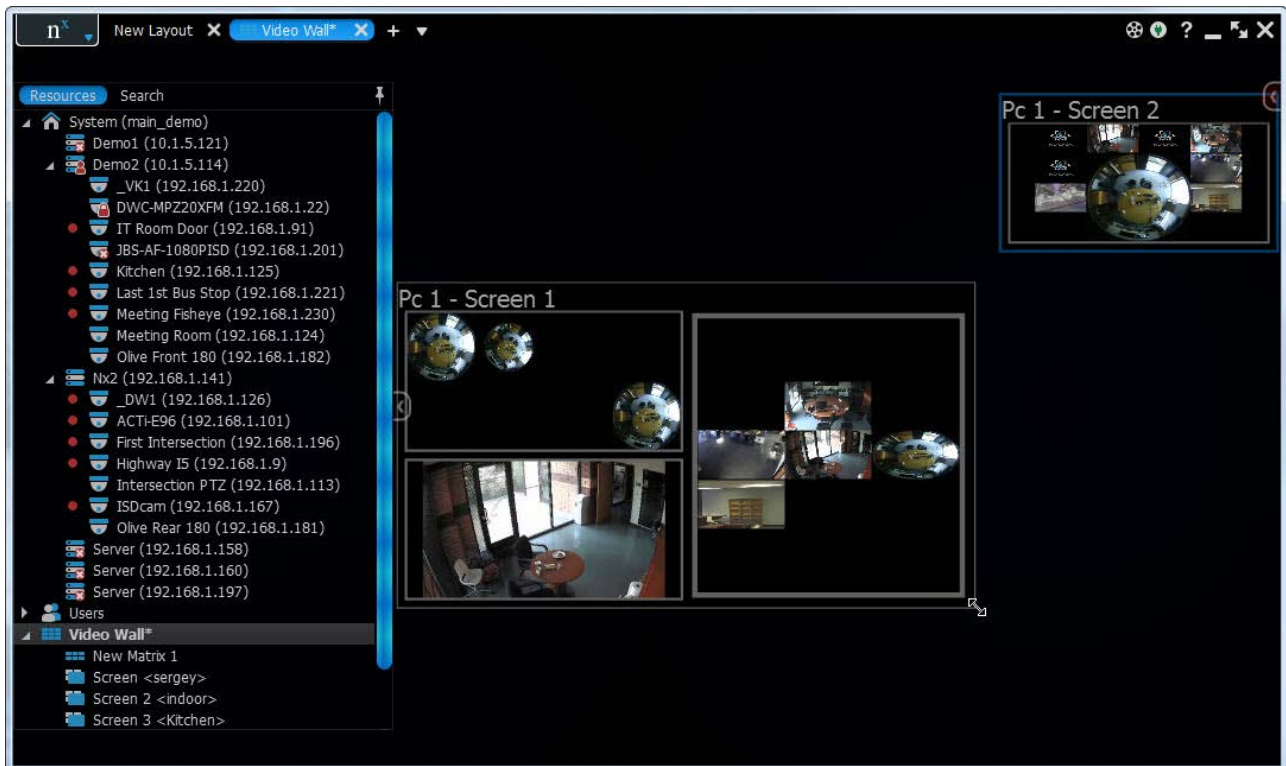 nx New Layout Video Wall* + ?
Resources Search
System (main_demo)
Demo1 (10.1.5.121)
Demo2 (10.1.5.114)
_VK1 (192.168.1.220)
DWC-MPZ20XFM (192.168.1.22)
IT Room Door (192.168.1.91)
JBS-AF-1080PISD (192.168.1.201)
Kitchen (192.168.1.125)
Last 1st Bus Stop (192.168.1.221)
Meeting Fisheye (192.168.1.230)
Meeting Room (192.168.1.124)
Olive Front 180 (192.168.1.182)
Nx2 (192.168.1.141)
_DW1 (192.168.1.126)
ACTi-E96 (192.168.1.101)
First Intersection (192.168.1.196)
Highway I5 (192.168.1.9)
Intersection PTZ (192.168.1.113)
ISDcam (192.168.1.167)
Olive Rear 180 (192.168.1.181)
Server (192.168.1.158)
Server (192.168.1.160)
Server (192.168.1.197)
Users
Video Wall*
New Matrix 1
Screen <sergey>
Screen 2 <indoor>
Screen 3 <Kitchen>
Pc 1 - Screen 1
Pc 1 - Screen 2